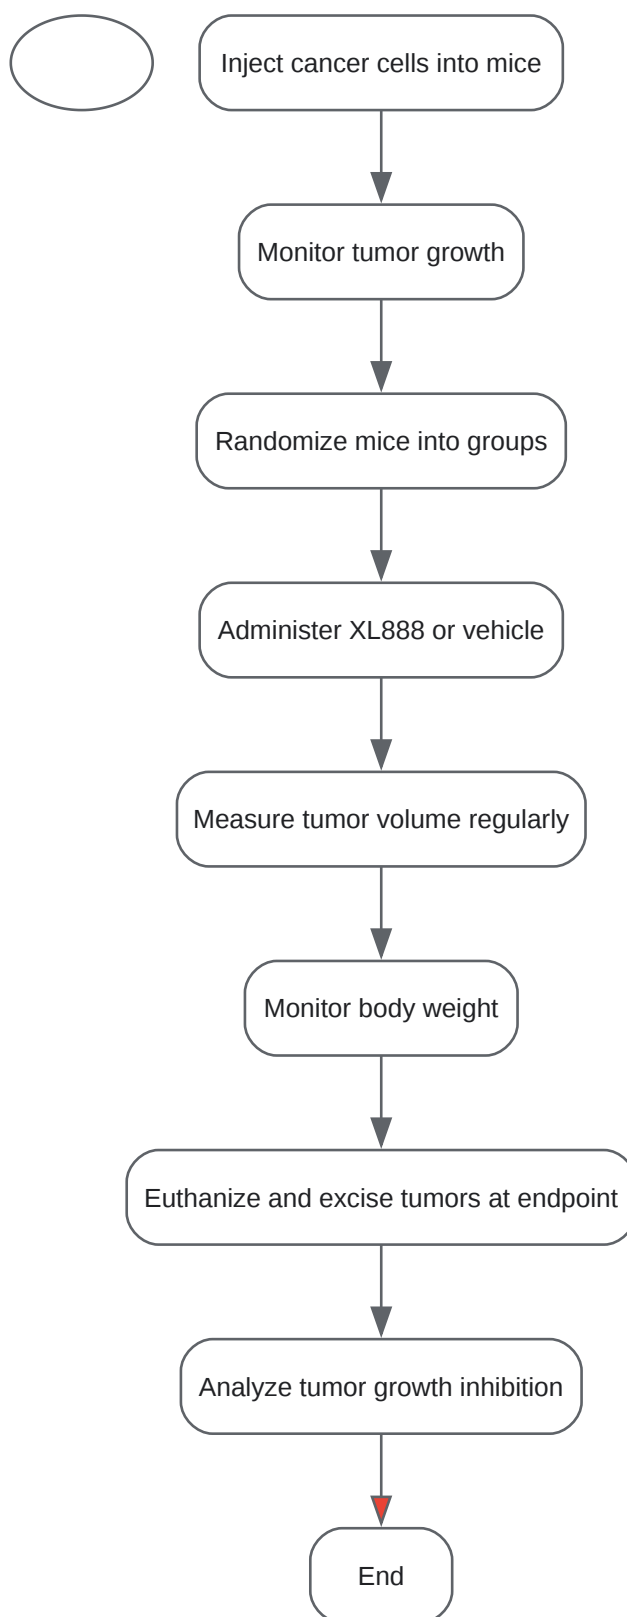 Inject cancer cells into mice
Monitor tumor growth
Randomize mice into groups
Administer XL888 or vehicle
Measure tumor volume regularly
Monitor body weight
Euthanize and excise tumors at endpoint
Analyze tumor growth inhibition
End